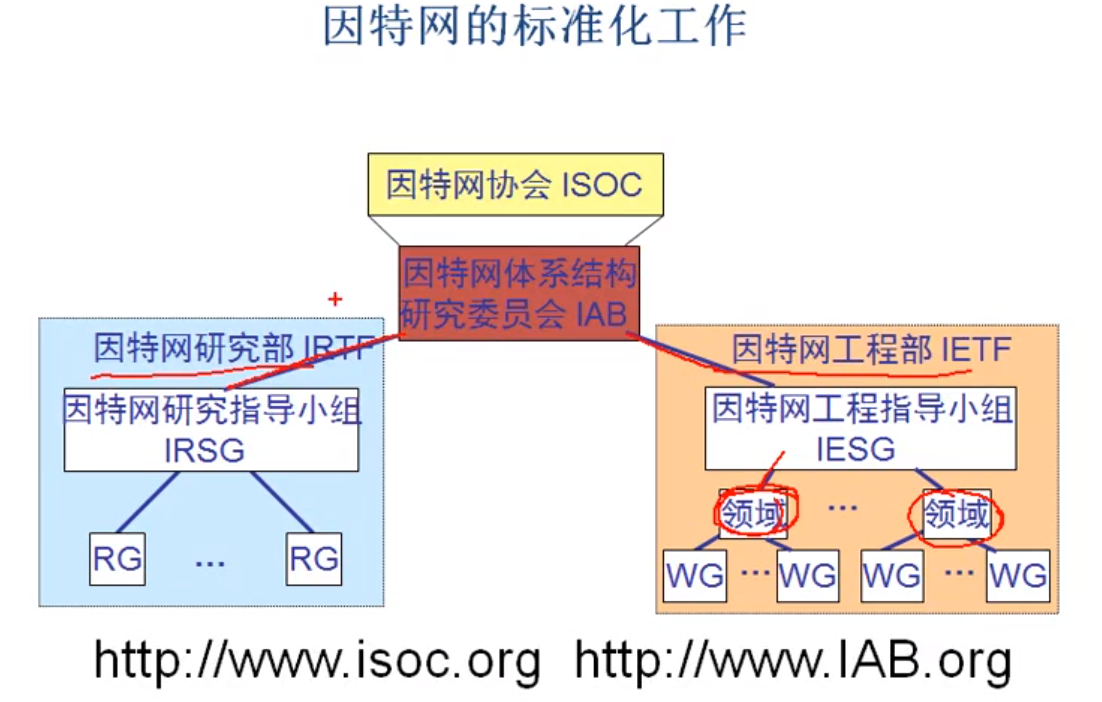 因特网的标准化工作
因特网协会 ISOC
因特网体系结构
研究委员会 IAB
因特网研究部 IRTF
因特网研究指导小组
IRSG
RG … RG
因特网工程部 IETF
因特网工程指导小组
IESG
领域 … 领域
WG … WG WG … WG
http://www.isoc.org http://www.IAB.org